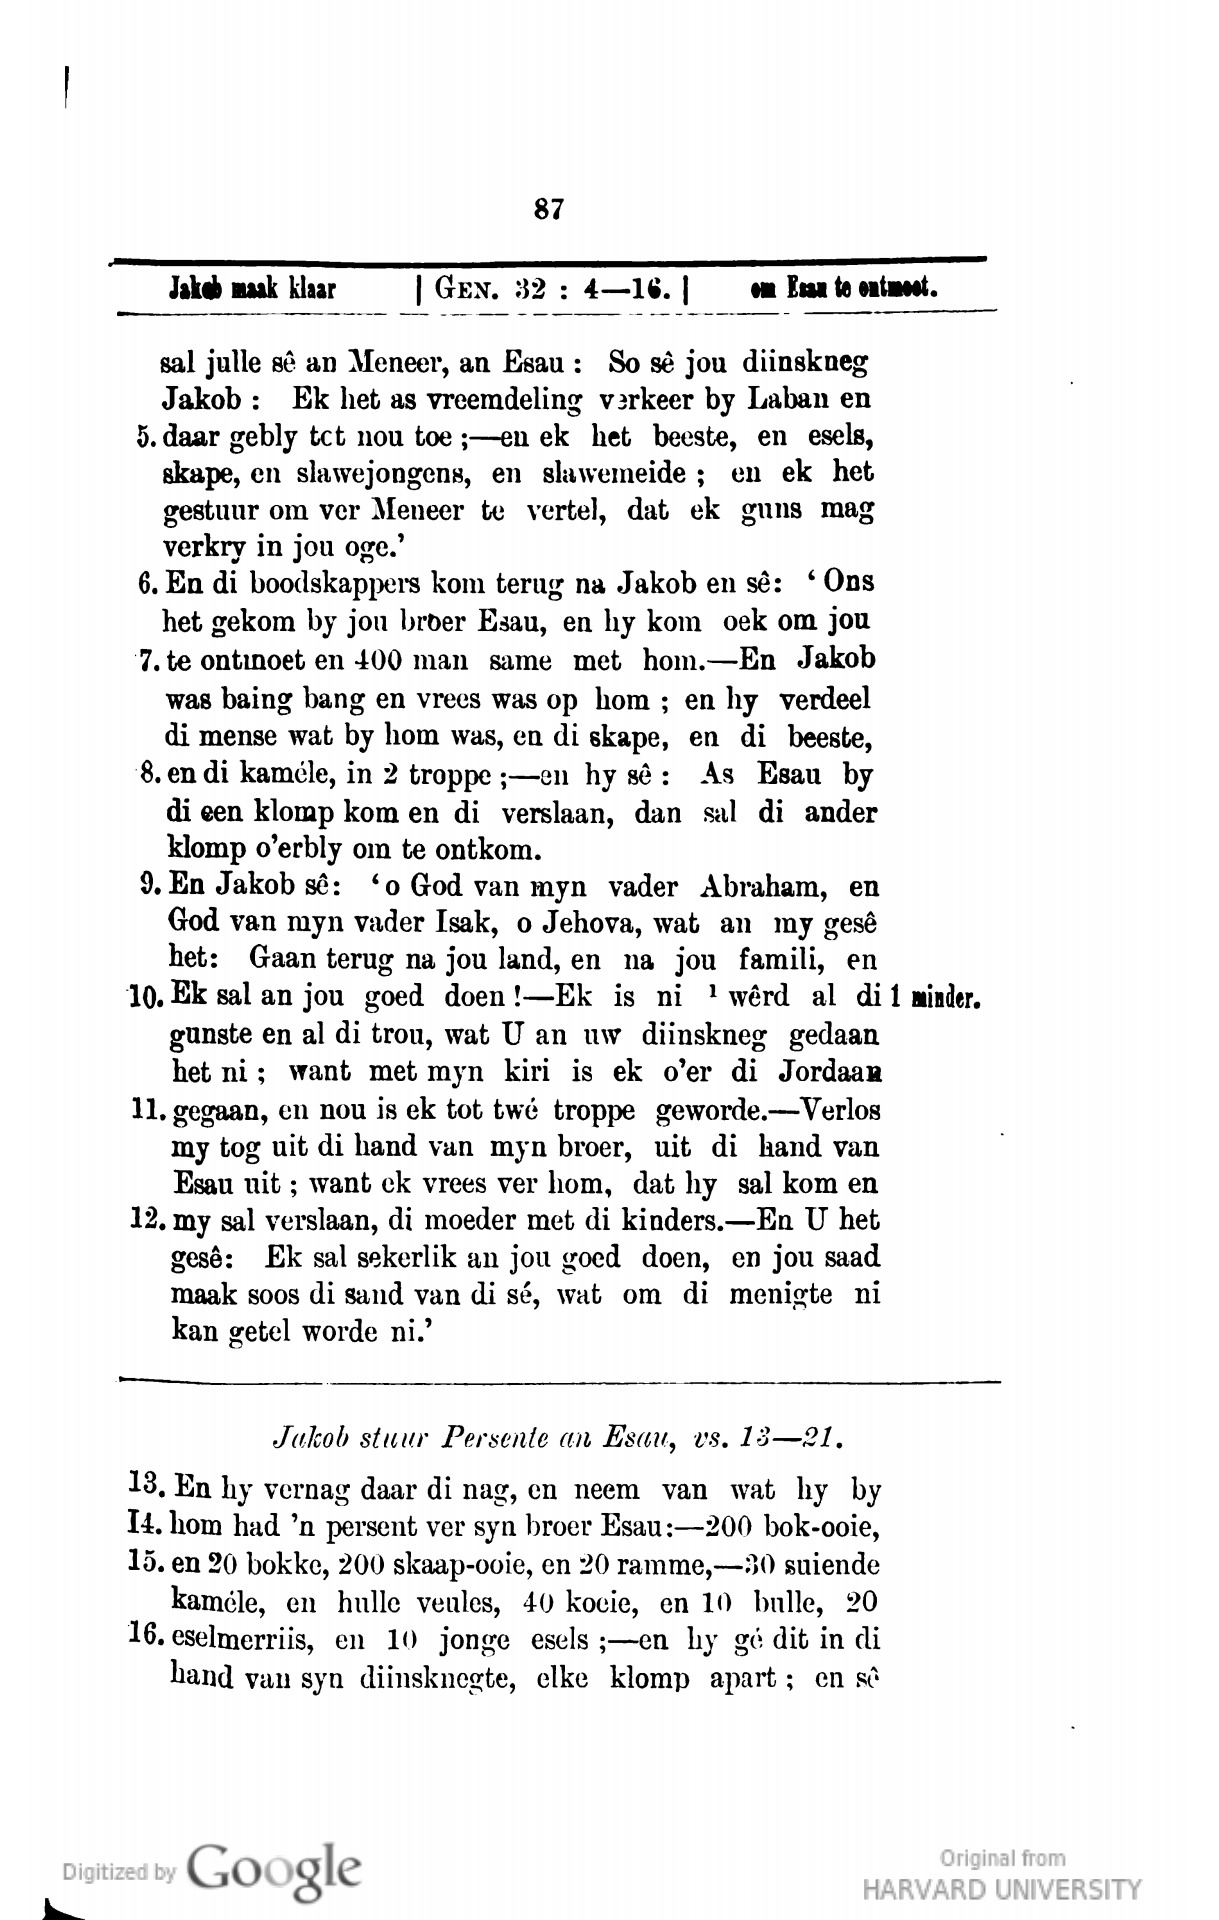 87
Jakob maak klaar | GEN. 32 : 4—16. | om Esau te ontmoet.
sal julle sê an Meneer, an Esau : So sê jou diinskneg
Jakob : Ek het as vreemdeling verkeer by Laban en
5. daar gebly tot nou toe ;—en ek het beeste, en esels,
skape, en slawejongens, en slawemeide ; en ek het
gestuur om ver Meneer te vertel, dat ek guns mag
verkry in jou oge.’
6. En di boodskappers kom terug na Jakob en sê: ‘ Ons
het gekom by jou broer Esau, en hy kom oek om jou
7. te ontmoet en 400 man same met hom.—En Jakob
was baing bang en vrees was op hom ; en hy verdeel
di mense wat by hom was, en di skape, en di beeste,
8. en di kaméle, in 2 troppe ;—en hy sê : As Esau by
di een klomp kom en di verslaan, dan sal di ander
klomp o’erbly om te ontkom.
9. En Jakob sê: ‘ o God van myn vader Abraham, en
God van myn vader Isak, o Jehova, wat an my gesê
het: Gaan terug na jou land, en na jou famili, en
10. Ek sal an jou goed doen !—Ek is ni ¹ wêrd al di 1 minder.
gunste en al di trou, wat U an uw diinskneg gedaan
het ni ; want met myn kiri is ek o’er di Jordaan
11. gegaan, en nou is ek tot twé troppe geworde.—Verlos
my tog uit di hand van myn broer, uit di hand van
Esau uit ; want ek vrees ver hom, dat hy sal kom en
12. my sal verslaan, di moeder met di kinders.—En U het
gesê: Ek sal sekerlik an jou goed doen, en jou saad
maak soos di sand van di sé, wat om di menigte ni
kan getel worde ni.’
Jakob stuur Persente an Esau, vs. 13—21.
13. En hy vernag daar di nag, en neem van wat hy by
14. hom had ’n persent ver syn broer Esau:—200 bok-ooie,
15. en 20 bokke, 200 skaap-ooie, en 20 ramme,—30 suiende
kaméle, en hulle veules, 40 koeie, en 10 bulle, 20
16. eselmerriis, en 10 jonge esels ;—en hy gé dit in di
hand van syn diinsknegte, elke klomp apart ; en sê
Digitized by Google
Original from
HARVARD UNIVERSITY